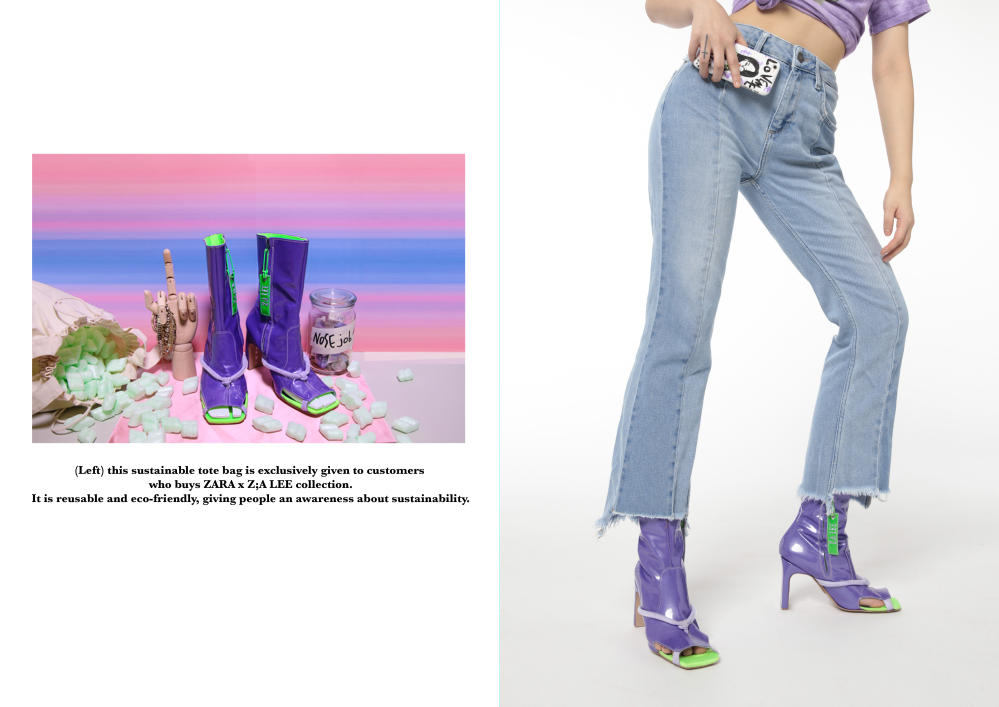 NOSE job
(Left) this sustainable tote bag is exclusively given to customers
who buys ZARA x Z;A LEE collection.
It is reusable and eco-friendly, giving people an awareness about sustainability.